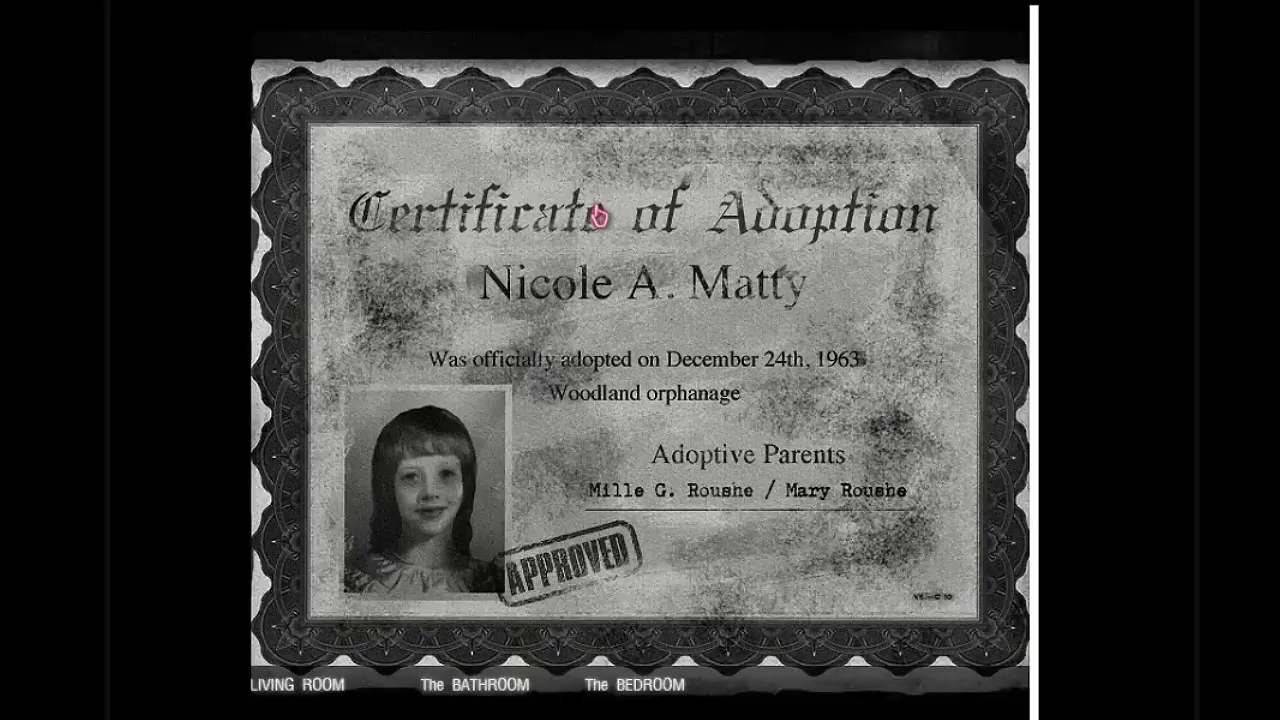 Certificate of Adoption
Nicole A. Matty
Was officially adopted on December 24th, 1963
Woodland orphanage
Adoptive Parents
Mille G. Roushe / Mary Roushe
APPROVED
LIVING ROOM The BATHROOM The BEDROOM